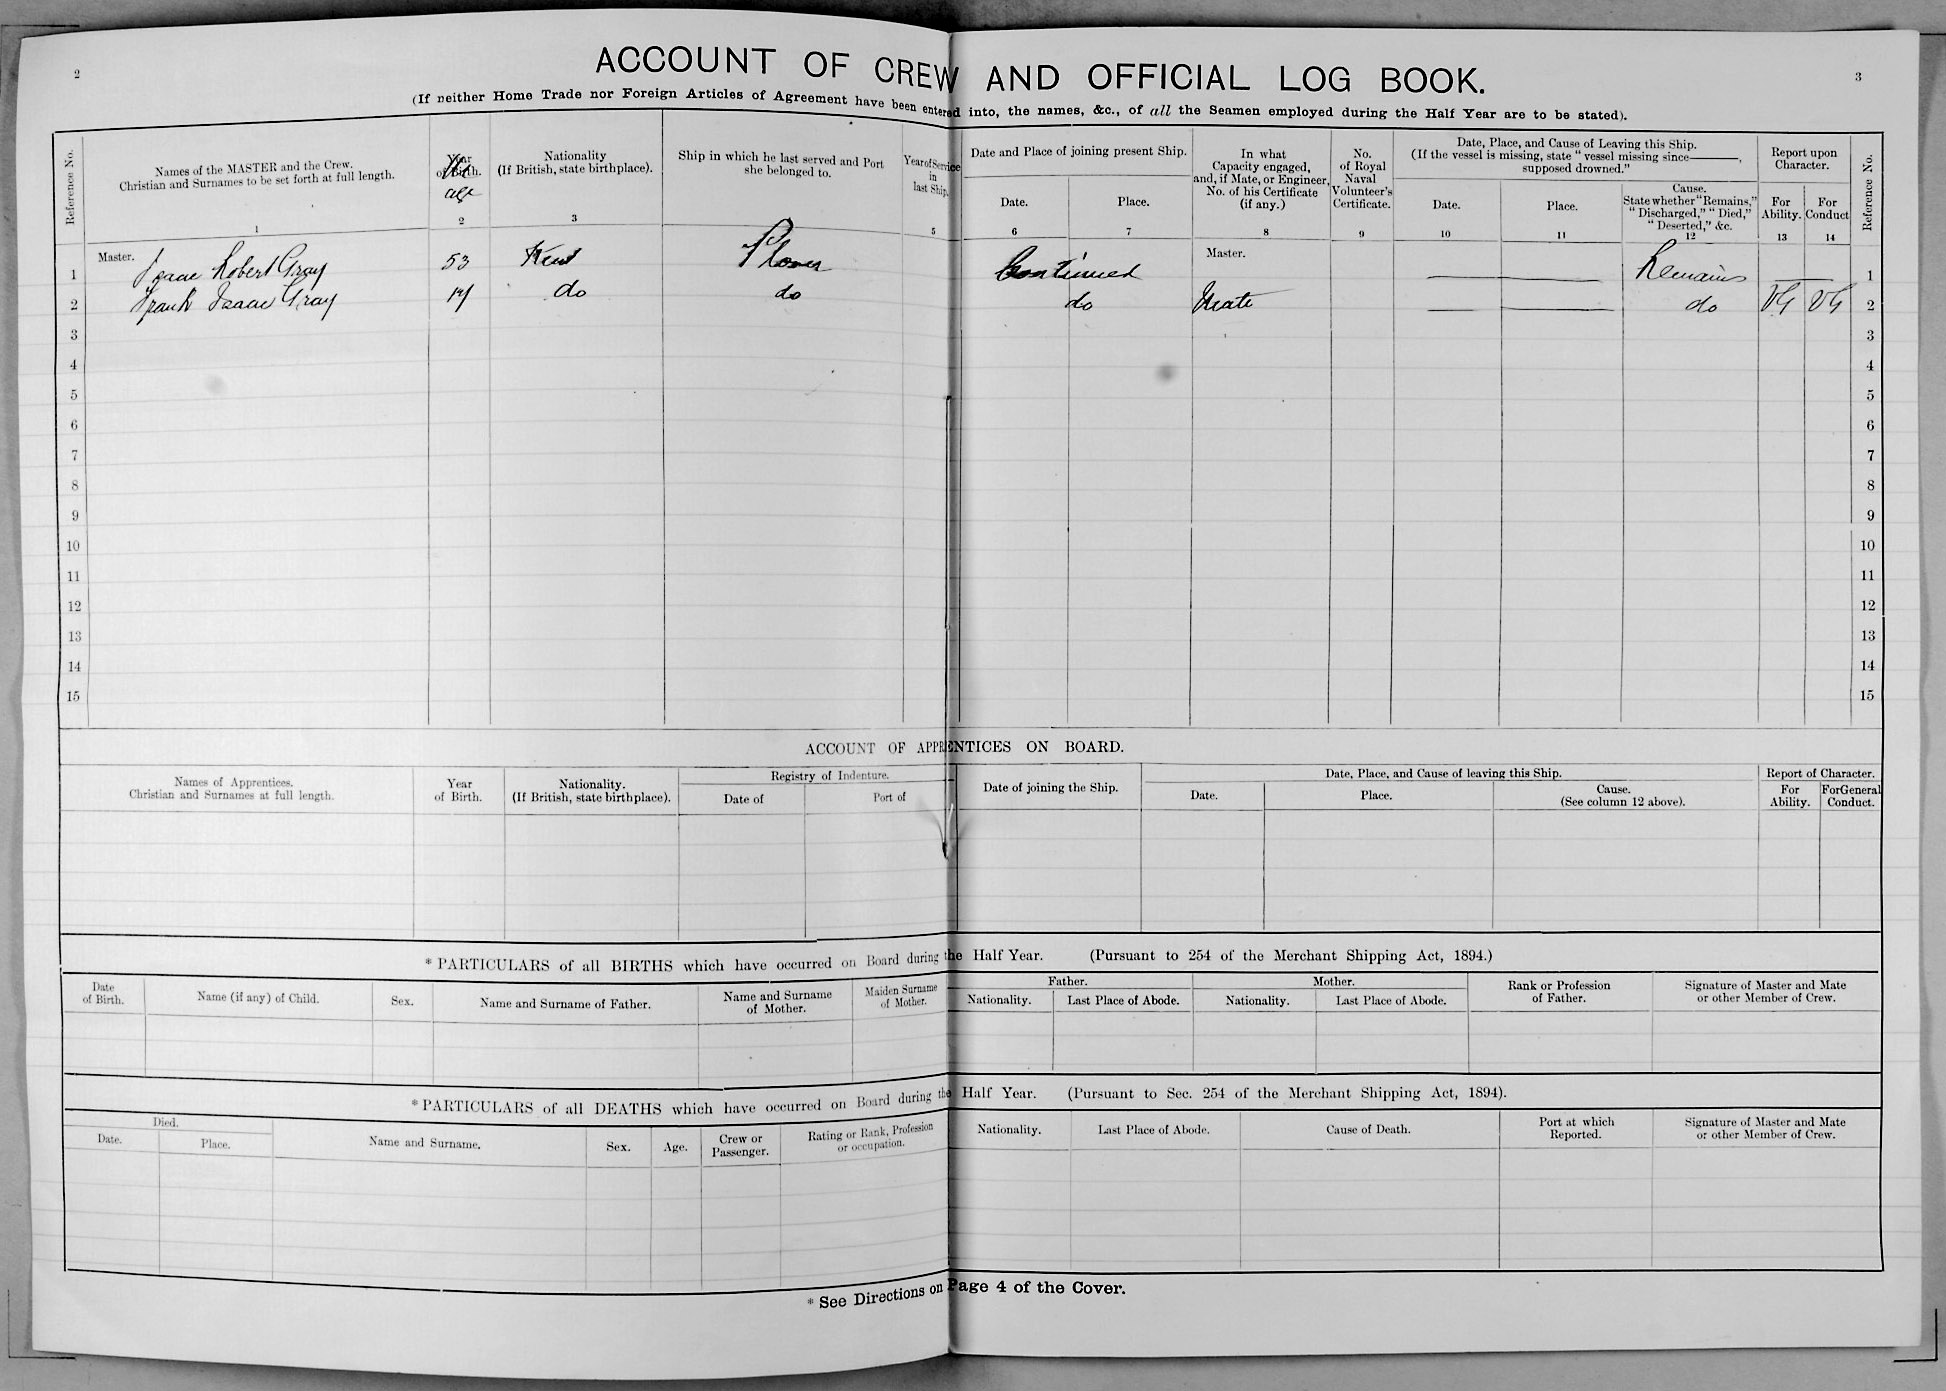 2
ACCOUNT OF CREW AND OFFICIAL LOG BOOK.
3
(If neither Home Trade nor Foreign Articles of Agreement have been entered into, the names, &c., of all the Seamen employed during the Half Year are to be stated).
Reference No.
Names of the MASTER and the Crew.
Christian and Surnames to be set forth at full length.
1
Year
of Birth.
age
2
Nationality
(If British, state birthplace).
3
Ship in which he last served and Port
she belonged to.
Year of Service
in
last Ship.
5
Date and Place of joining present Ship.
Date.
6
Place.
7
In what
Capacity engaged,
and, if Mate, or Engineer,
No. of his Certificate
(if any.)
8
No.
of Royal
Naval
Volunteer's
Certificate.
9
Date, Place, and Cause of Leaving this Ship.
(If the vessel is missing, state "vessel missing since———,
supposed drowned."
Date.
10
Place.
11
Cause.
State whether "Remains,"
"Discharged," "Died,"
"Deserted," &c.
12
Report upon
Character.
For
Ability.
13
For
Conduct
14
Reference No.
1 Master. Isaac Robert Gray 53 Kent Plover Continued Master. Remains 1
2 Frank Isaac Gray do do do Mate do VG VG 2
3 3
4 4
5 5
6 6
7 7
8 8
9 9
10 10
11 11
12 12
13 13
14 14
15 15
ACCOUNT OF APPRENTICES ON BOARD.
Names of Apprentices.
Christian and Surnames at full length.
Year
of Birth.
Nationality.
(If British, state birthplace).
Registry of Indenture.
Date of
Port of
Date of joining the Ship.
Date, Place, and Cause of leaving this Ship.
Date.
Place.
Cause.
(See column 12 above).
Report of Character.
For
Ability.
For General
Conduct.
* PARTICULARS of all BIRTHS which have occurred on Board during the Half Year. (Pursuant to 254 of the Merchant Shipping Act, 1894.)
Date
of Birth.
Name (if any) of Child.
Sex.
Name and Surname of Father.
Name and Surname
of Mother.
Maiden Surname
of Mother.
Father.
Nationality.
Last Place of Abode.
Mother.
Nationality.
Last Place of Abode.
Rank or Profession
of Father.
Signature of Master and Mate
or other Member of Crew.
* PARTICULARS of all DEATHS which have occurred on Board during the Half Year. (Pursuant to Sec. 254 of the Merchant Shipping Act, 1894).
Died.
Date.
Place.
Name and Surname.
Sex.
Age.
Crew or
Passenger.
Rating or Rank, Profession
or occupation.
Nationality.
Last Place of Abode.
Cause of Death.
Port at which
Reported.
Signature of Master and Mate
or other Member of Crew.
* See Directions on Page 4 of the Cover.